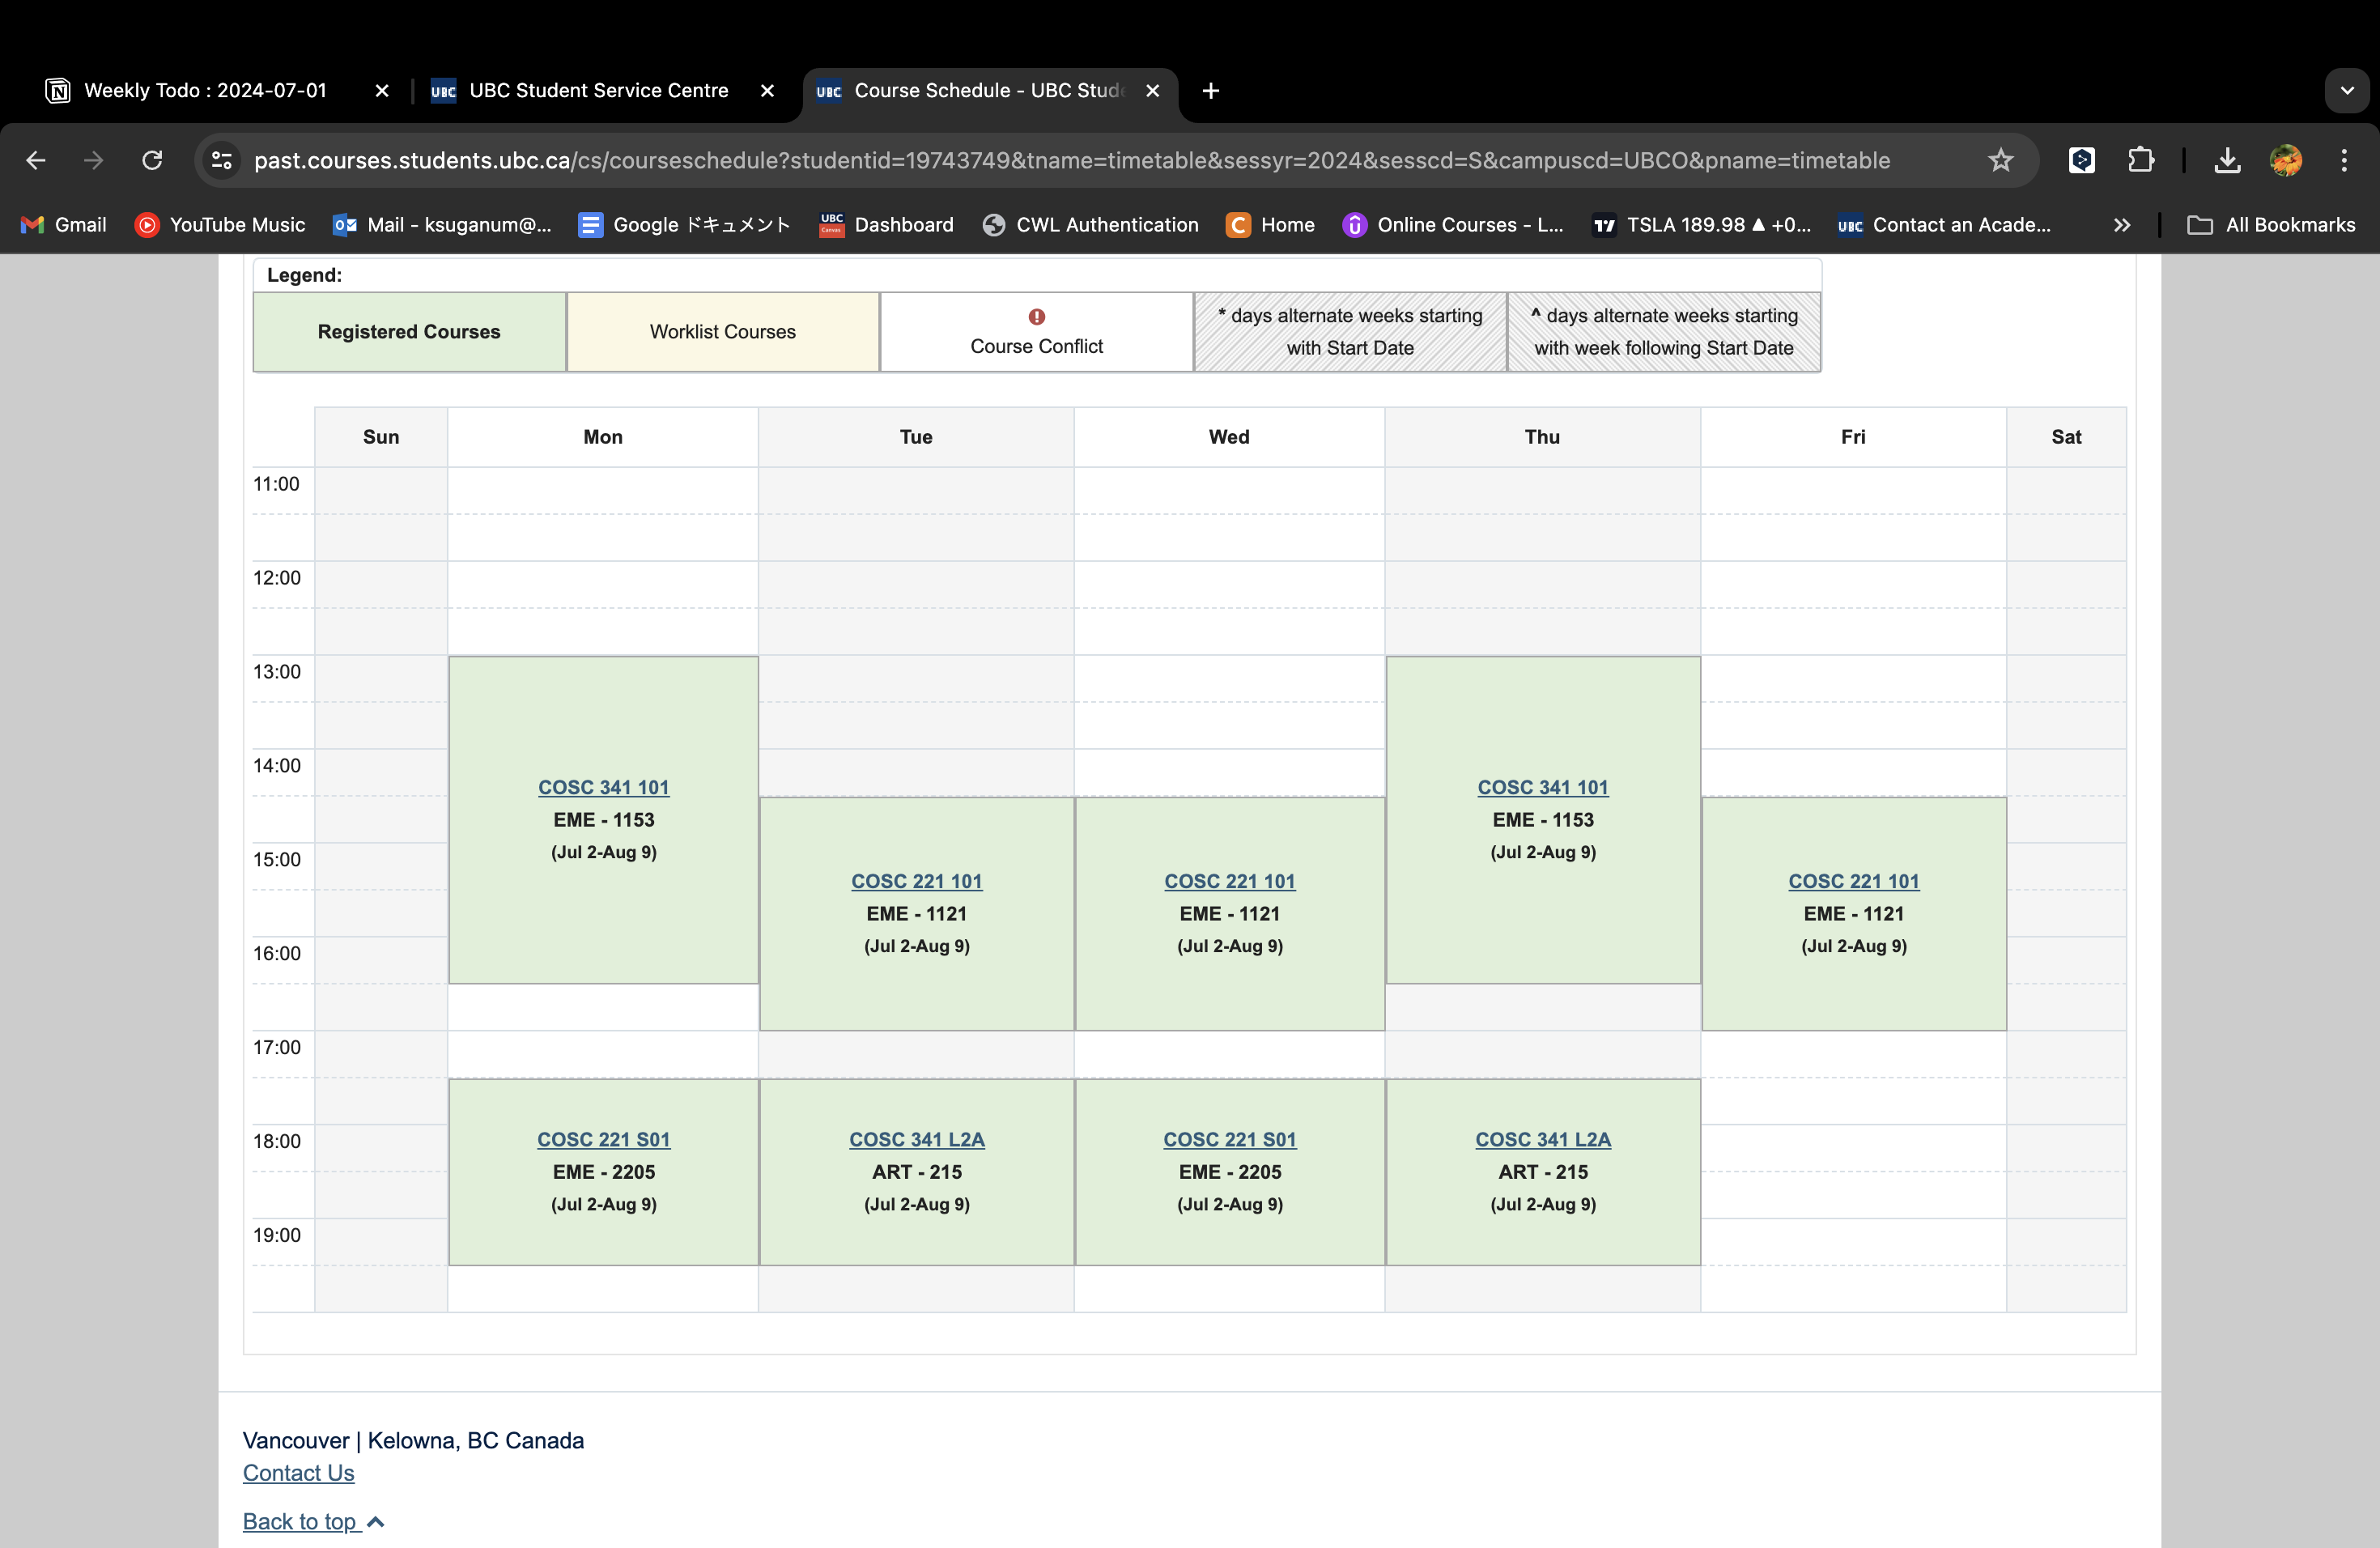 Weekly Todo : 2024-07-01
UBC Student Service Centre
Course Schedule - UBC Stude
past.courses.students.ubc.ca/cs/courseschedule?studentid=19743749&tname=timetable&sessyr=2024&sesscd=S&campuscd=UBCO&pname=timetable
Gmail
YouTube Music
Mail - ksuganum@...
Google ドキュメント
Dashboard
CWL Authentication
Home
Online Courses - L...
TSLA 189.98 ▲ +0...
Contact an Acade...
All Bookmarks
Legend:
Registered Courses
Worklist Courses
Course Conflict
* days alternate weeks starting
with Start Date
^ days alternate weeks starting
with week following Start Date
Sun Mon Tue Wed Thu Fri Sat
11:00
12:00
13:00
14:00
COSC 341 101
EME - 1153
(Jul 2-Aug 9)
COSC 341 101
EME - 1153
(Jul 2-Aug 9)
15:00
COSC 221 101
EME - 1121
(Jul 2-Aug 9)
COSC 221 101
EME - 1121
(Jul 2-Aug 9)
COSC 221 101
EME - 1121
(Jul 2-Aug 9)
16:00
17:00
18:00
COSC 221 S01
EME - 2205
(Jul 2-Aug 9)
COSC 341 L2A
ART - 215
(Jul 2-Aug 9)
COSC 221 S01
EME - 2205
(Jul 2-Aug 9)
COSC 341 L2A
ART - 215
(Jul 2-Aug 9)
19:00
Vancouver | Kelowna, BC Canada
Contact Us
Back to top